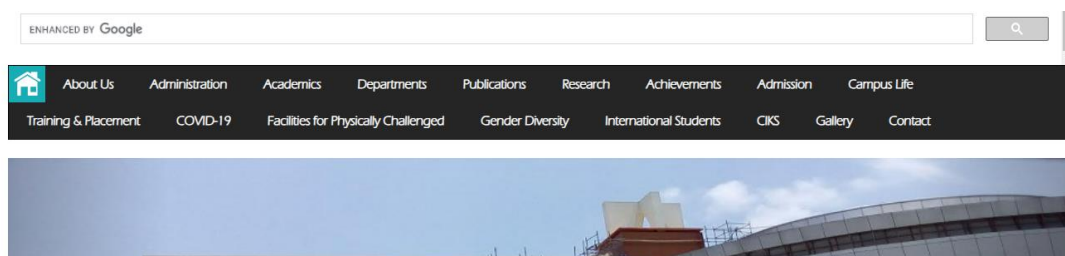 ENHANCED BY Google
About Us Administration Academics Departments Publications Research Achievements Admission Campus Life
Training & Placement COVID-19 Facilities for Physically Challenged Gender Diversity International Students CIKS Gallery Contact